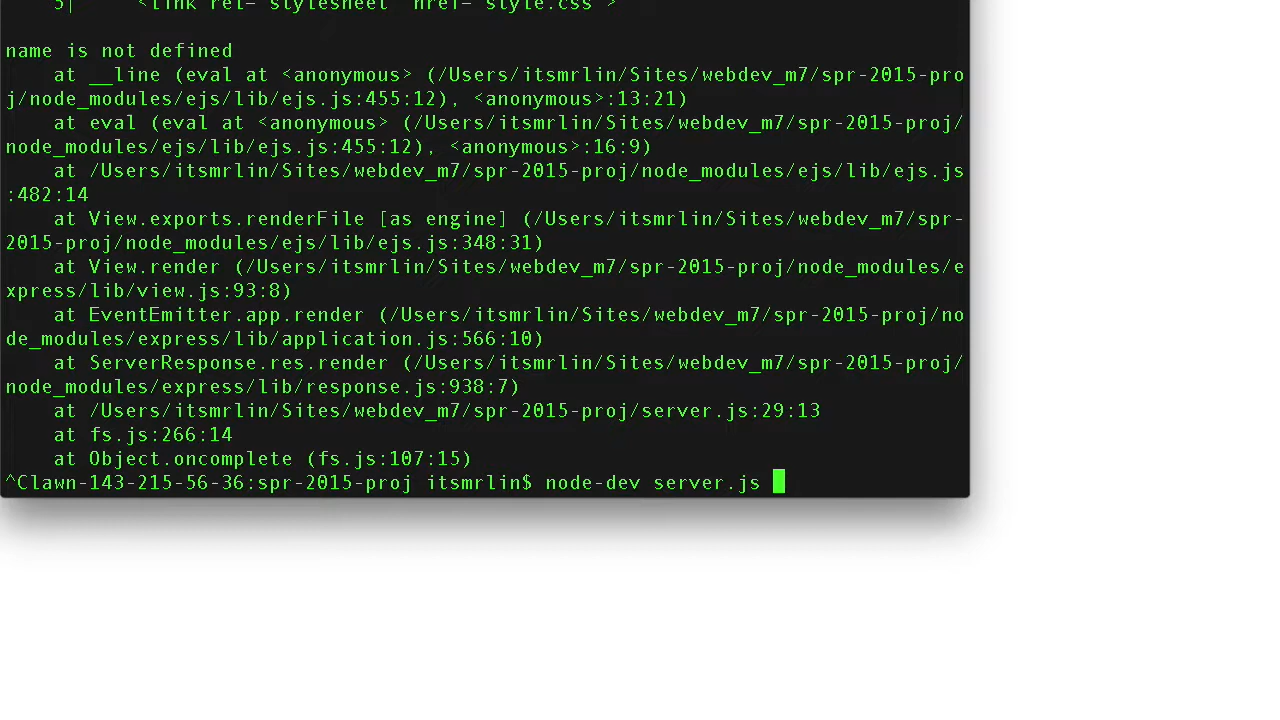 5|     <link rel="stylesheet" href="style.css">
name is not defined
at __line (eval at <anonymous> (/Users/itsmrlin/Sites/webdev_m7/spr-2015-pro
j/node_modules/ejs/lib/ejs.js:455:12), <anonymous>:13:21)
at eval (eval at <anonymous> (/Users/itsmrlin/Sites/webdev_m7/spr-2015-proj/
node_modules/ejs/lib/ejs.js:455:12), <anonymous>:16:9)
at /Users/itsmrlin/Sites/webdev_m7/spr-2015-proj/node_modules/ejs/lib/ejs.js
:482:14
at View.exports.renderFile [as engine] (/Users/itsmrlin/Sites/webdev_m7/spr-
2015-proj/node_modules/ejs/lib/ejs.js:348:31)
at View.render (/Users/itsmrlin/Sites/webdev_m7/spr-2015-proj/node_modules/e
xpress/lib/view.js:93:8)
at EventEmitter.app.render (/Users/itsmrlin/Sites/webdev_m7/spr-2015-proj/no
de_modules/express/lib/application.js:566:10)
at ServerResponse.res.render (/Users/itsmrlin/Sites/webdev_m7/spr-2015-proj/
node_modules/express/lib/response.js:938:7)
at /Users/itsmrlin/Sites/webdev_m7/spr-2015-proj/server.js:29:13
at fs.js:266:14
at Object.oncomplete (fs.js:107:15)
^Clawn-143-215-56-36:spr-2015-proj itsmrlin$ node-dev server.js